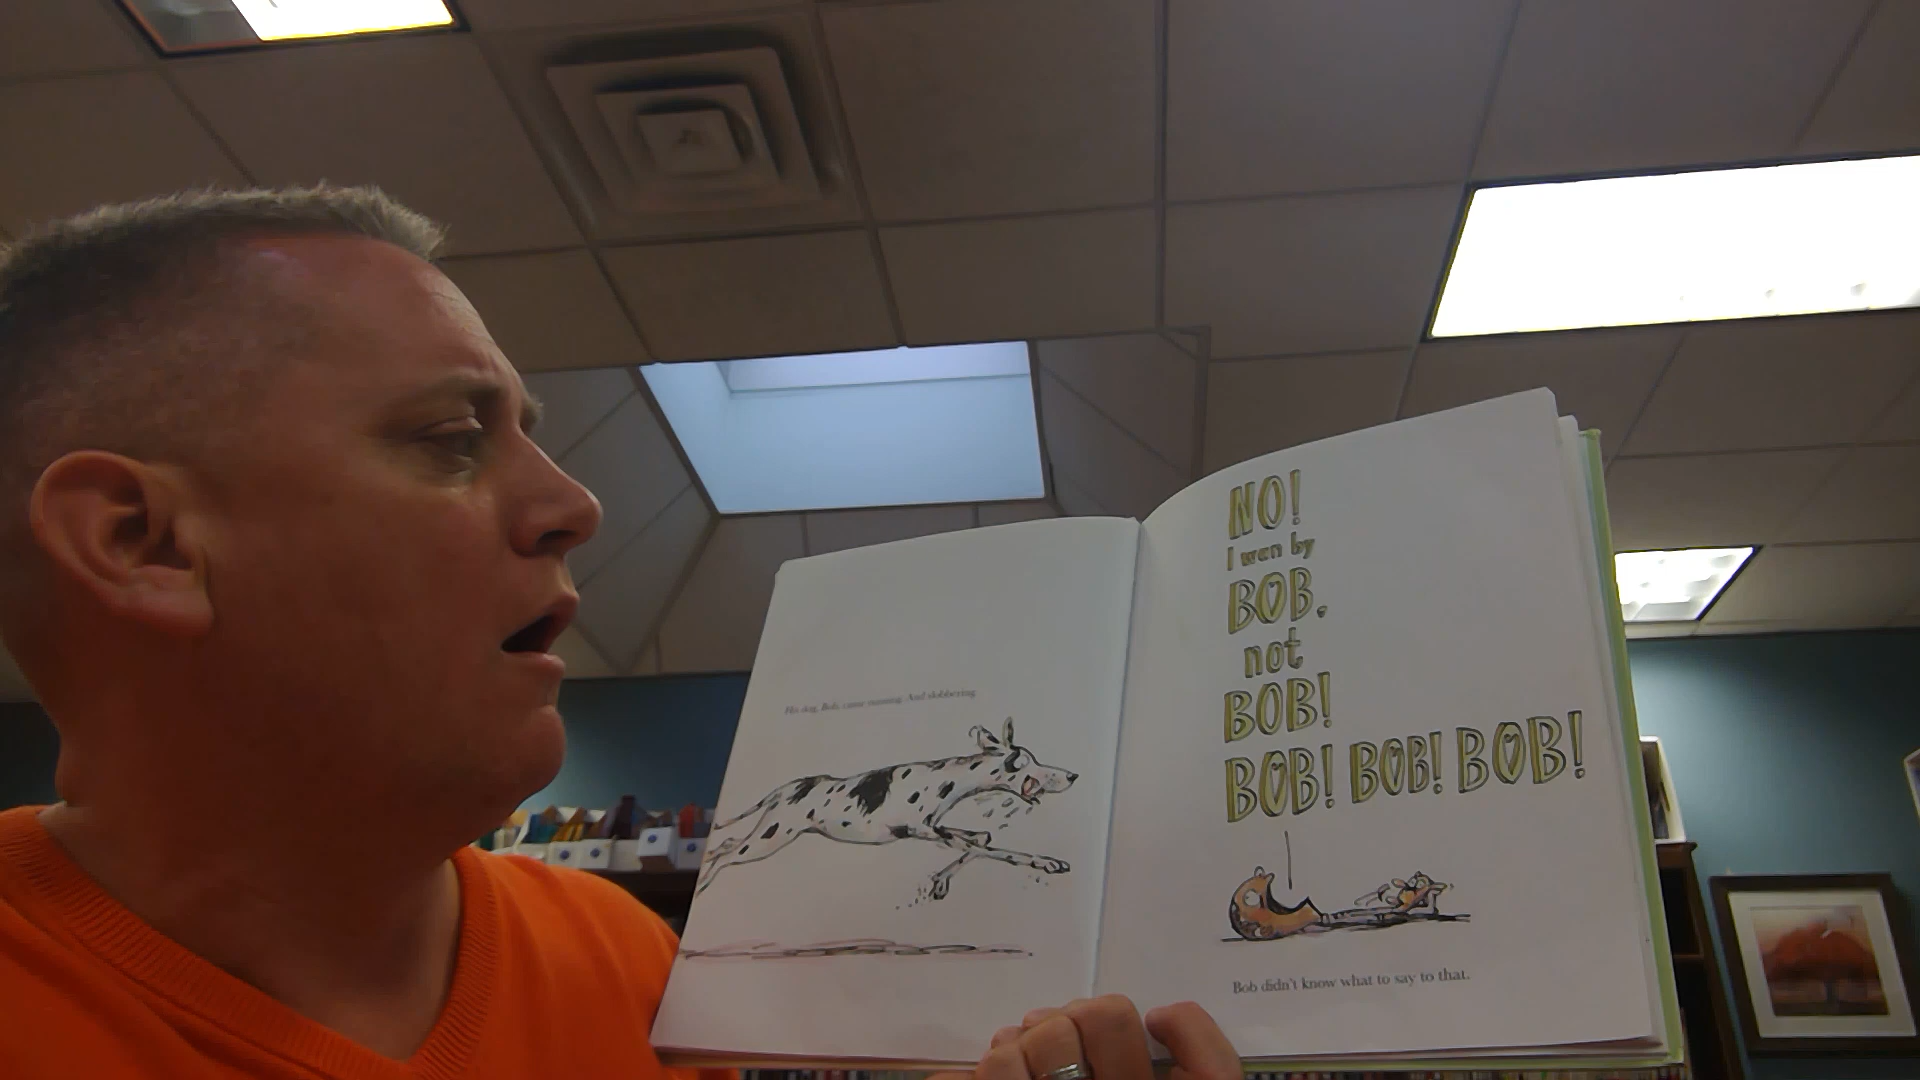 His dog, Bob, came running. And slobbering.
NO!
I wan by
BOB.
not
BOB!
BOB! BOB! BOB!
Bob didn't know what to say to that.